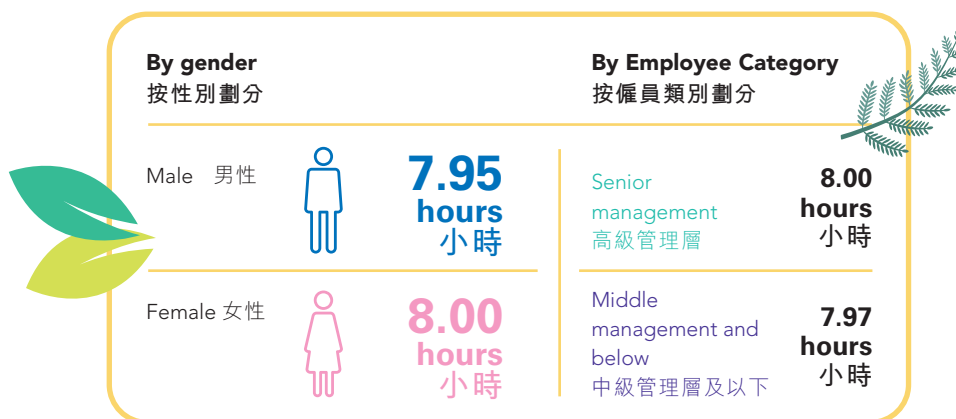 By gender
按性別劃分
Male 男性
7.95
hours
小時
Female 女性
8.00
hours
小時
By Employee Category
按僱員類別劃分
Senior
management
高級管理層
8.00
hours
小時
Middle
management and
below
中級管理層及以下
7.97
hours
小時